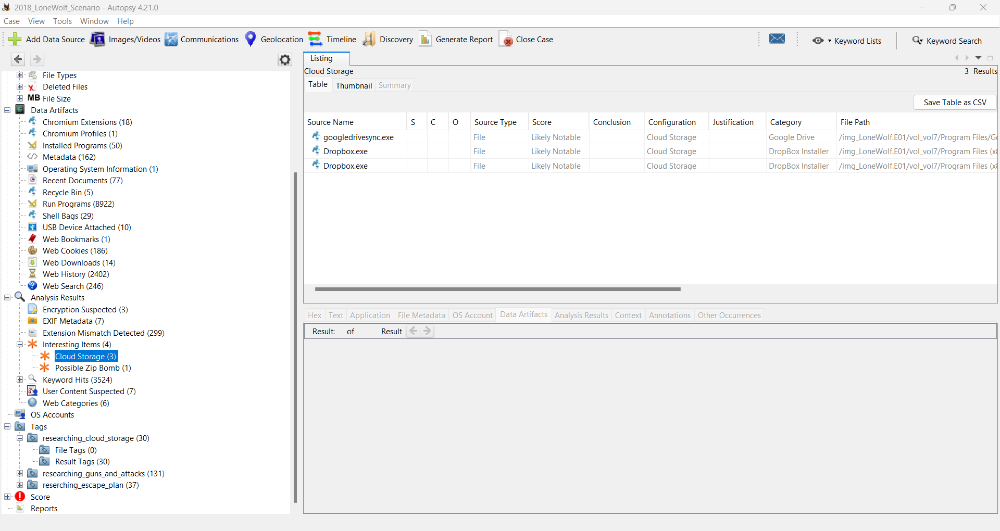 2018_LoneWolf_Scenario - Autopsy 4.21.0
Case View Tools Window Help
Add Data Source Images/Videos Communications Geolocation Timeline Discovery Generate Report Close Case Keyword Lists Keyword Search
File Types
Deleted Files
MB File Size
Data Artifacts
Chromium Extensions (18)
Chromium Profiles (1)
Installed Programs (50)
Metadata (162)
Operating System Information (1)
Recent Documents (77)
Recycle Bin (5)
Run Programs (8922)
Shell Bags (29)
USB Device Attached (10)
Web Bookmarks (1)
Web Cookies (186)
Web Downloads (14)
Web History (2402)
Web Search (246)
Analysis Results
Encryption Suspected (3)
EXIF Metadata (7)
Extension Mismatch Detected (299)
Interesting Items (4)
Cloud Storage (3)
Possible Zip Bomb (1)
Keyword Hits (3524)
User Content Suspected (7)
Web Categories (6)
OS Accounts
Tags
researching_cloud_storage (30)
File Tags (0)
Result Tags (30)
researching_guns_and_attacks (131)
reserching_escape_plan (37)
Score
Reports
Listing
Cloud Storage 3 Results
Table Thumbnail Summary
Save Table as CSV
Source Name S C O Source Type Score Conclusion Configuration Justification Category File Path
googledrivesync.exe File Likely Notable Cloud Storage Google Drive /img_LoneWolf.E01/vol_vol7/Program Files/Go
Dropbox.exe File Likely Notable Cloud Storage DropBox Installer /img_LoneWolf.E01/vol_vol7/Program Files (x8
Dropbox.exe File Likely Notable Cloud Storage DropBox Installer /img_LoneWolf.E01/vol_vol7/Program Files (x8
Hex Text Application File Metadata OS Account Data Artifacts Analysis Results Context Annotations Other Occurrences
Result: of Result